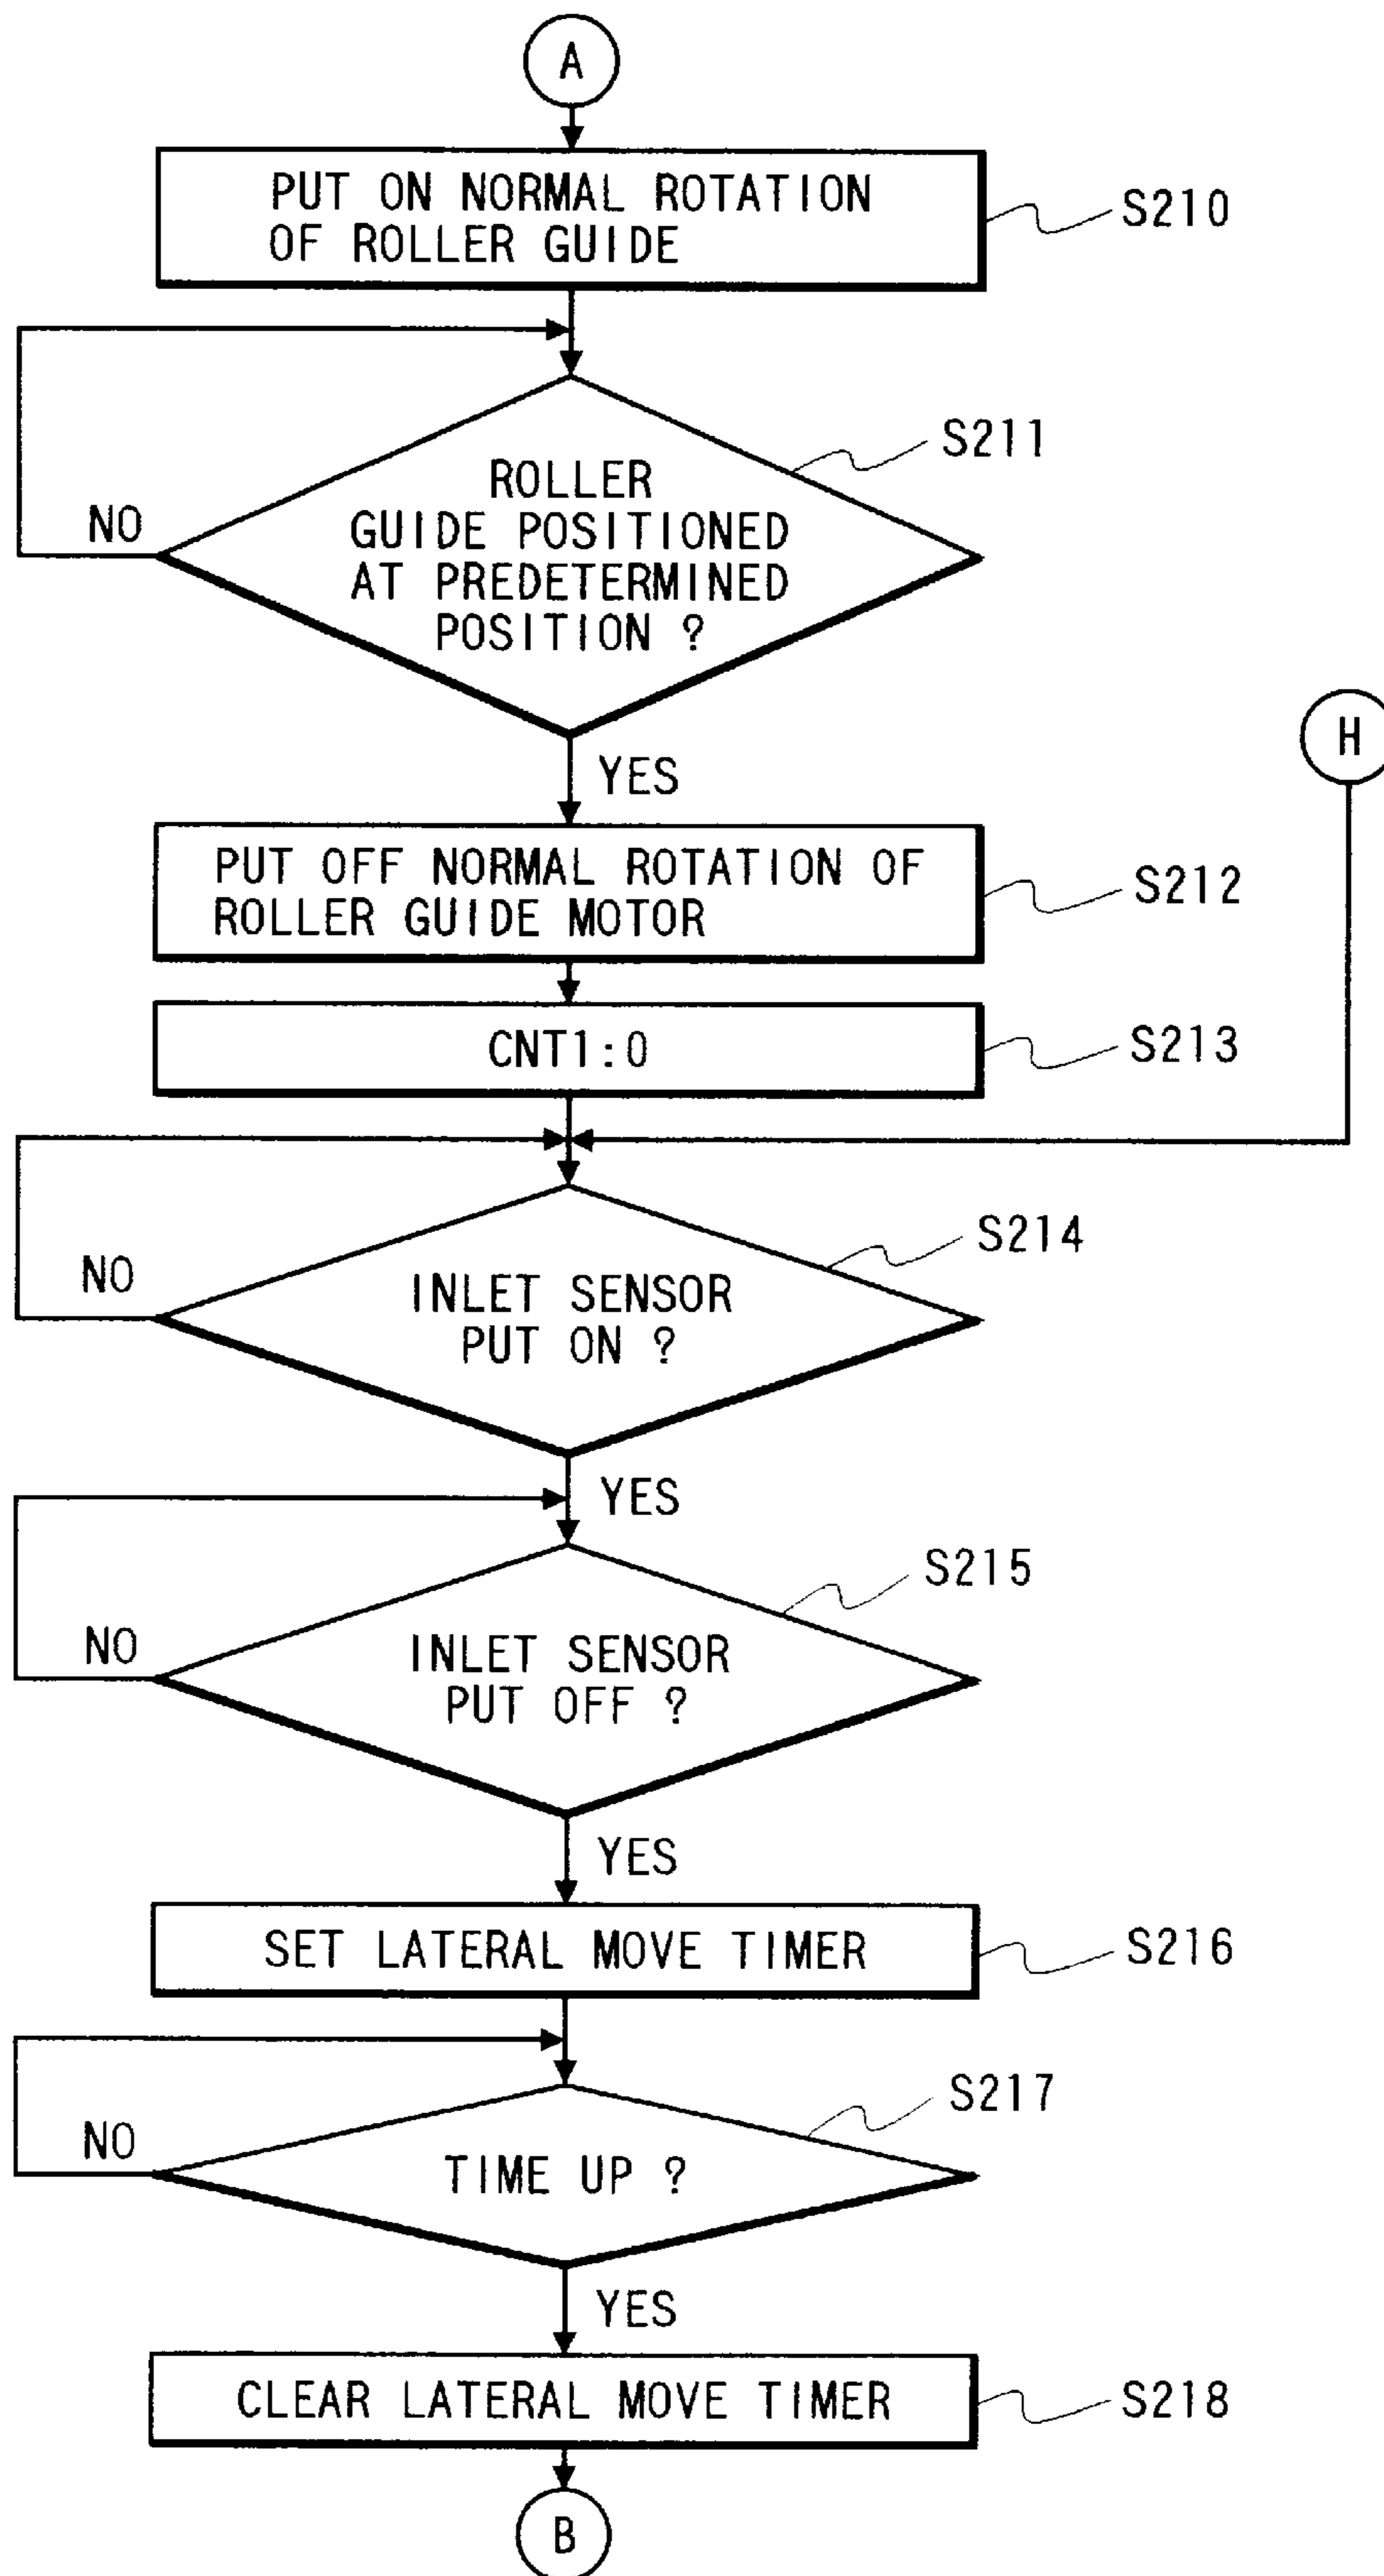 A
PUT ON NORMAL ROTATION
OF ROLLER GUIDE
S210
S211
ROLLER
GUIDE POSITIONED
AT PREDETERMINED
POSITION ?
NO
YES
H
PUT OFF NORMAL ROTATION OF
ROLLER GUIDE MOTOR
S212
CNT1:0
S213
S214
INLET SENSOR
PUT ON ?
NO
YES
S215
INLET SENSOR
PUT OFF ?
NO
YES
SET LATERAL MOVE TIMER
S216
S217
TIME UP ?
NO
YES
CLEAR LATERAL MOVE TIMER
S218
B